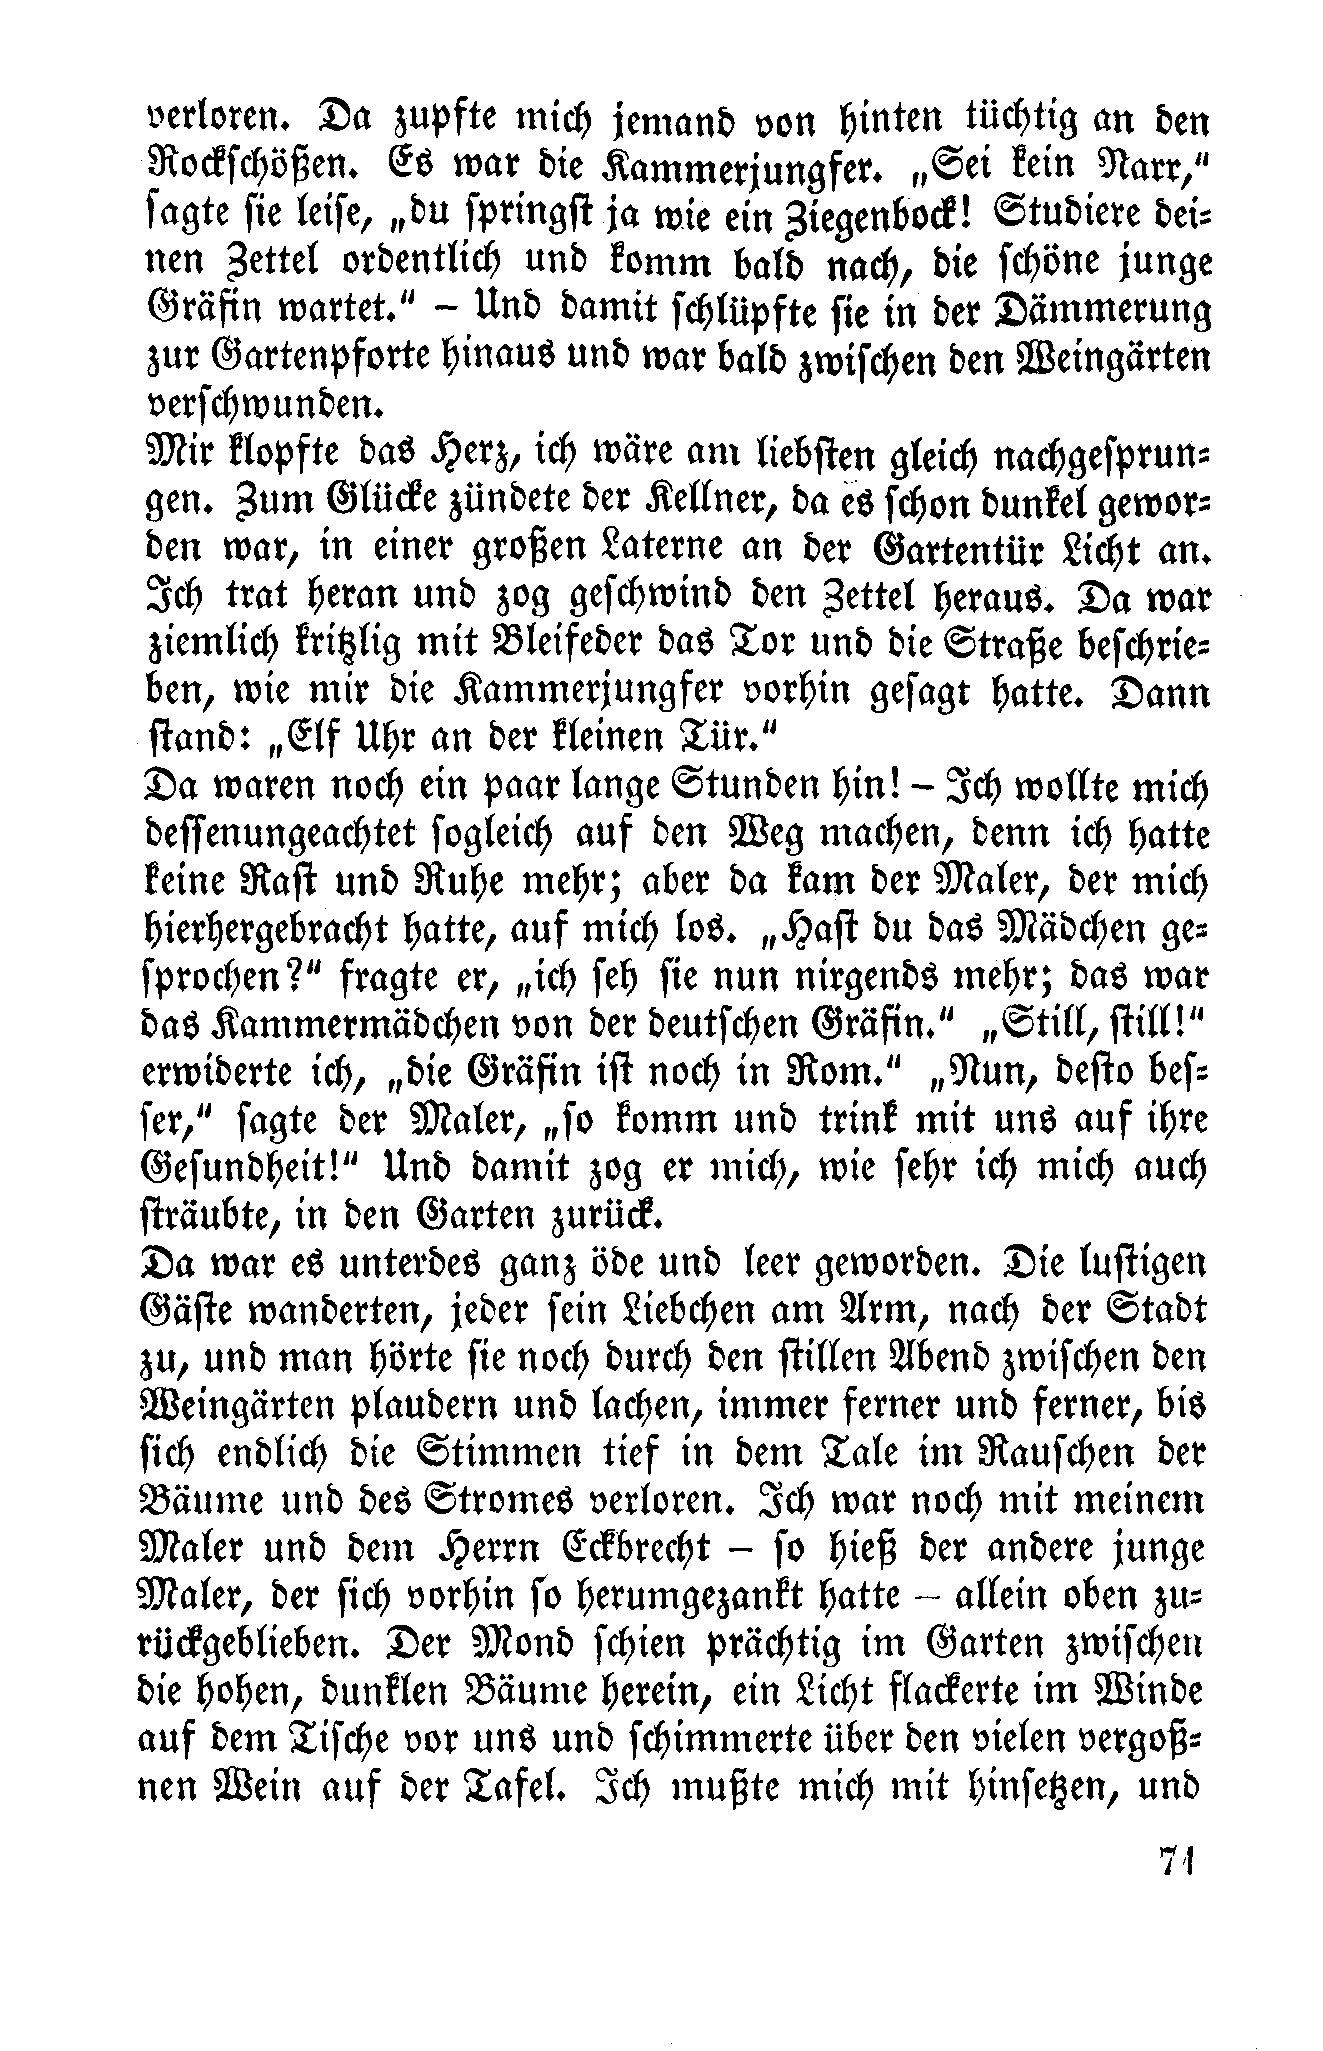 verloren. Da zupfte mich jemand von hinten tüchtig an den
Rockschößen. Es war die Kammerjungfer. „Sei kein Narr,“
sagte sie leise, „du springst ja wie ein Ziegenbock! Studiere dei-
nen Zettel ordentlich und komm bald nach, die schöne junge
Gräfin wartet.“ – Und damit schlüpfte sie in der Dämmerung
zur Gartenpforte hinaus und war bald zwischen den Weingärten
verschwunden.
Mir klopfte das Herz, ich wäre am liebsten gleich nachgesprun-
gen. Zum Glücke zündete der Kellner, da es schon dunkel gewor-
den war, in einer großen Laterne an der Gartentür Licht an.
Ich trat heran und zog geschwind den Zettel heraus. Da war
ziemlich kritzlig mit Bleifeder das Tor und die Straße beschrie-
ben, wie mir die Kammerjungfer vorhin gesagt hatte. Dann
stand: „Elf Uhr an der kleinen Tür.“
Da waren noch ein paar lange Stunden hin! – Ich wollte mich
dessenungeachtet sogleich auf den Weg machen, denn ich hatte
keine Rast und Ruhe mehr; aber da kam der Maler, der mich
hierhergebracht hatte, auf mich los. „Hast du das Mädchen ge-
sprochen?“ fragte er, „ich seh sie nun nirgends mehr; das war
das Kammermädchen von der deutschen Gräfin.“ „Still, still!“
erwiderte ich, „die Gräfin ist noch in Rom.“ „Nun, desto bes-
ser,“ sagte der Maler, „so komm und trink mit uns auf ihre
Gesundheit!“ Und damit zog er mich, wie sehr ich mich auch
sträubte, in den Garten zurück.
Da war es unterdes ganz öde und leer geworden. Die lustigen
Gäste wanderten, jeder sein Liebchen am Arm, nach der Stadt
zu, und man hörte sie noch durch den stillen Abend zwischen den
Weingärten plaudern und lachen, immer ferner und ferner, bis
sich endlich die Stimmen tief in dem Tale im Rauschen der
Bäume und des Stromes verloren. Ich war noch mit meinem
Maler und dem Herrn Eckbrecht – so hieß der andere junge
Maler, der sich vorhin so herumgezankt hatte – allein oben zu-
rückgeblieben. Der Mond schien prächtig im Garten zwischen
die hohen, dunklen Bäume herein, ein Licht flackerte im Winde
auf dem Tische vor uns und schimmerte über den vielen vergoß-
nen Wein auf der Tafel. Ich mußte mich mit hinsetzen, und
71